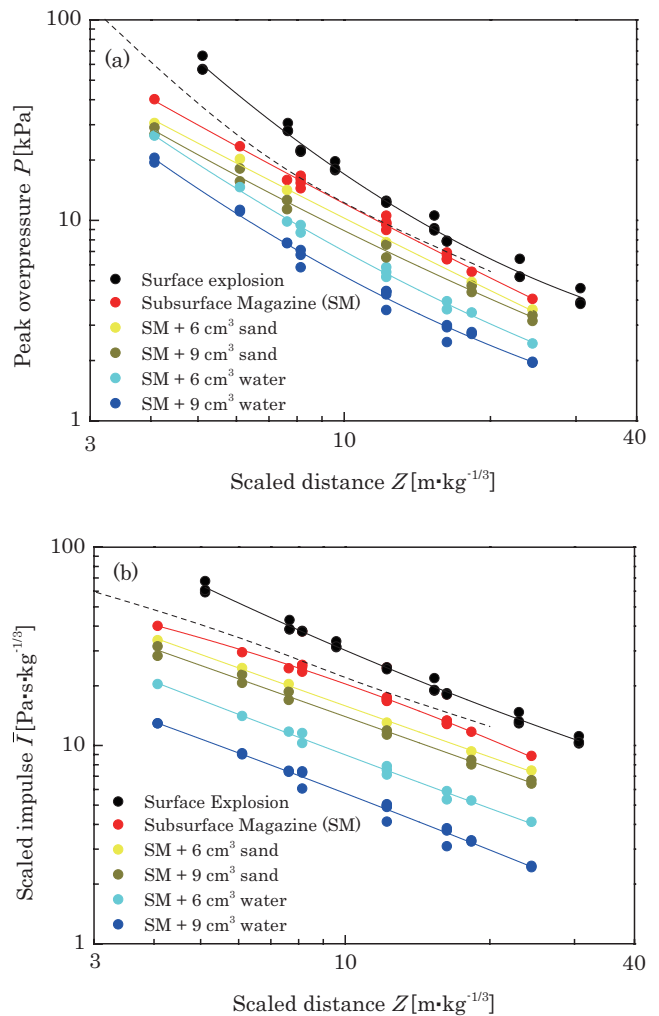 100
(a)
10
1
3
10
40
Peak overpressure P [kPa]
Surface explosion
Subsurface Magazine (SM)
SM + 6 cm³ sand
SM + 9 cm³ sand
SM + 6 cm³ water
SM + 9 cm³ water
Scaled distance Z [m·kg⁻¹/³]
100
(b)
10
1
3
10
40
Scaled impulse Ī [Pa·s·kg⁻¹/³]
Surface Explosion
Subsurface Magazine (SM)
SM + 6 cm³ sand
SM + 9 cm³ sand
SM + 6 cm³ water
SM + 9 cm³ water
Scaled distance Z [m·kg⁻¹/³]